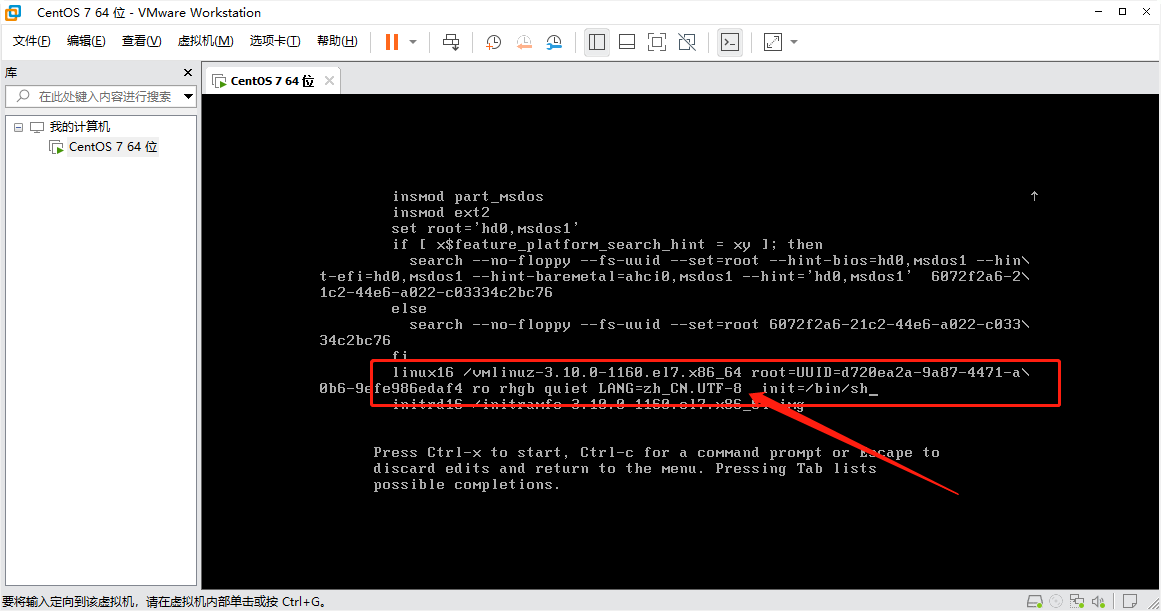 CentOS 7 64 位 - VMware Workstation
文件(F) 编辑(E) 查看(V) 虚拟机(M) 选项卡(T) 帮助(H)
库
在此处键入内容进行搜索
我的计算机
CentOS 7 64 位
CentOS 7 64 位
insmod part_msdos
insmod ext2
set root='hd0,msdos1'
if [ x$feature_platform_search_hint = xy ]; then
search --no-floppy --fs-uuid --set=root --hint-bios=hd0,msdos1 --hin\
t-efi=hd0,msdos1 --hint-baremetal=ahci0,msdos1 --hint='hd0,msdos1'  6072f2a6-2\
1c2-44e6-a022-c03334c2bc76
else
search --no-floppy --fs-uuid --set=root 6072f2a6-21c2-44e6-a022-c033\
34c2bc76
fi
linux16 /vmlinuz-3.10.0-1160.el7.x86_64 root=UUID=d720ea2a-9a87-4471-a\
0b6-9efe986edaf4 ro rhgb quiet LANG=zh_CN.UTF-8  init=/bin/sh_
initrd16 /initramfs-3.10.0-1160.el7.x86_64.img
Press Ctrl-x to start, Ctrl-c for a command prompt or Escape to
discard edits and return to the menu. Pressing Tab lists
possible completions.
要将输入定向到该虚拟机，请在虚拟机内部单击或按 Ctrl+G。